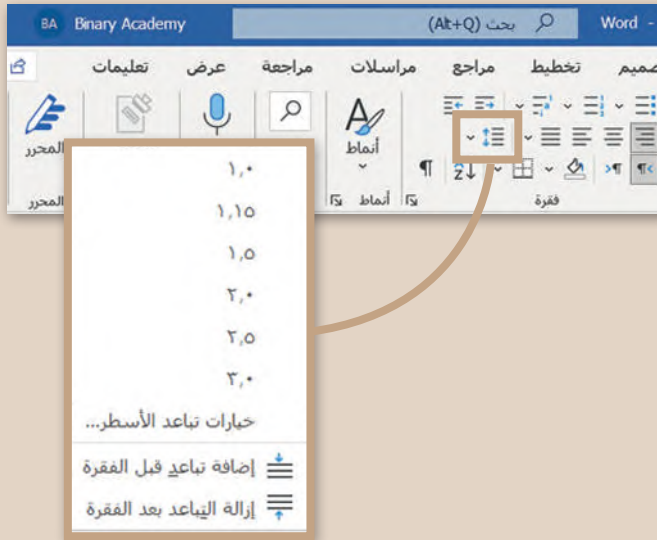 Word -
بحث (Alt+Q)
Binary Academy
BA
صميم
تخطيط
مراجع
مراسلات
مراجعة
عرض
تعليمات
أنماط
المحرر
فقرة
أنماط
المحرر
١,٠
١,١٥
١,٥
٢,٠
٢,٥
٣,٠
خيارات تباعد الأسطر...
إضافة تباعد قبل الفقرة
إزالة التباعد بعد الفقرة